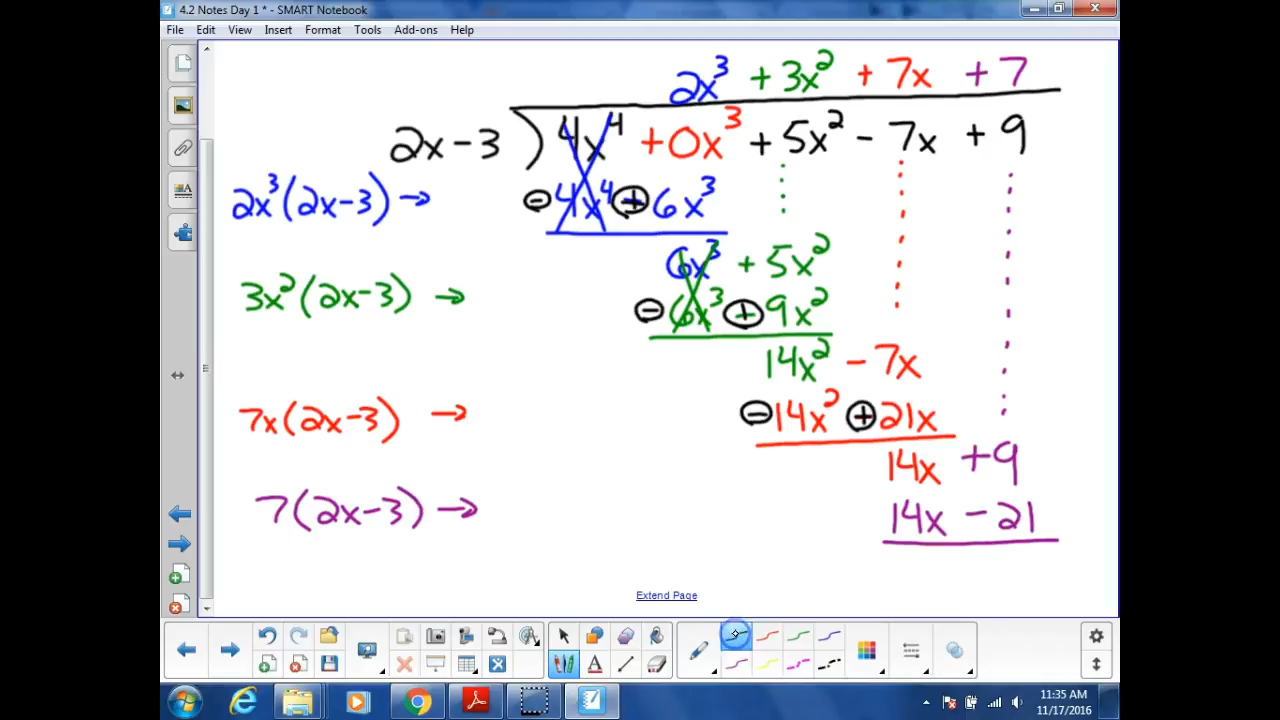 4.2 Notes Day 1 * - SMART Notebook
File Edit View Insert Format Tools Add-ons Help
2x³ + 3x² + 7x + 7
2x - 3 ) 4x⁴ + 0x³ + 5x² - 7x + 9
2x³(2x-3) → ⊖ 4x⁴ ⊕ 6x³
6x³ + 5x²
3x²(2x-3) → ⊖ 6x³ ⊕ 9x²
14x² - 7x
7x(2x-3) → ⊖ 14x² ⊕ 21x
14x + 9
7(2x-3) → 14x - 21
Extend Page
11:35 AM
11/17/2016